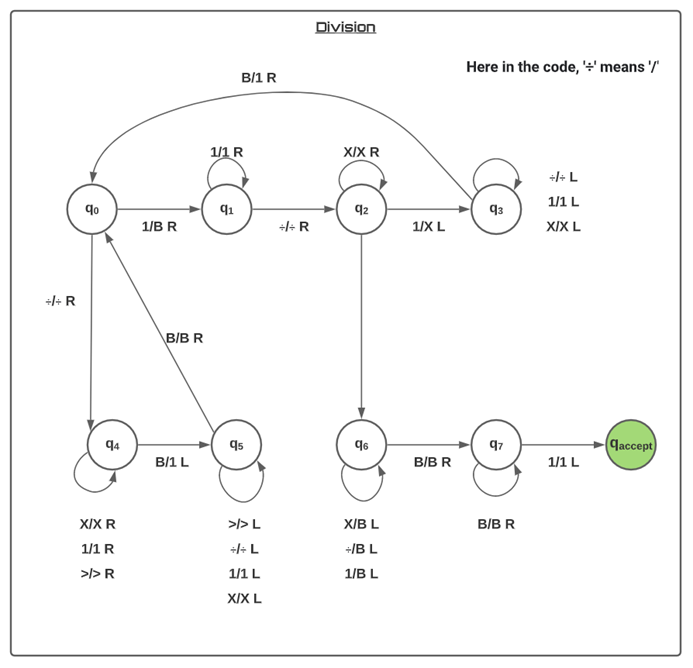 Division
Here in the code, '÷' means '/'
B/1 R
1/1 R
X/X R
÷/÷ L
1/1 L
X/X L
q0
q1
q2
q3
1/B R
÷/÷ R
1/X L
÷/÷ R
B/B R
q4
q5
q6
q7
qaccept
B/1 L
B/B R
1/1 L
X/X R
1/1 R
>/> R
>/> L
÷/÷ L
1/1 L
X/X L
X/B L
÷/B L
1/B L
B/B R